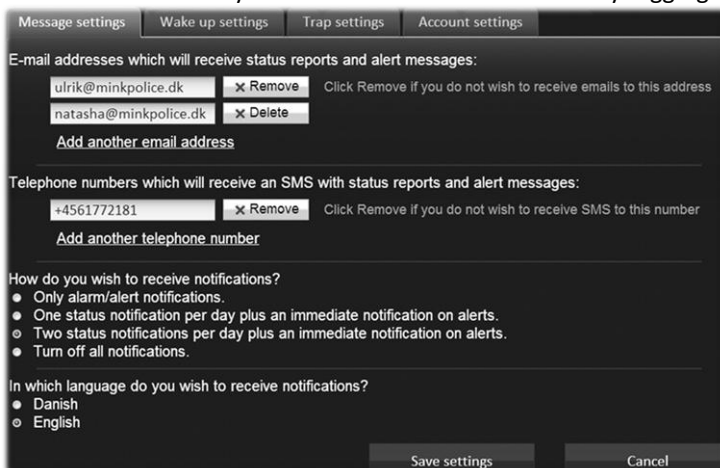 Message settings
Wake up settings
Trap settings
Account settings
E-mail addresses which will receive status reports and alert messages:
ulrik@minkpolice.dk
× Remove
Click Remove if you do not wish to receive emails to this address
natasha@minkpolice.dk
× Delete
Add another email address
Telephone numbers which will receive an SMS with status reports and alert messages:
+4561772181
× Remove
Click Remove if you do not wish to receive SMS to this number
Add another telephone number
How do you wish to receive notifications?
Only alarm/alert notifications.
One status notification per day plus an immediate notification on alerts.
Two status notifications per day plus an immediate notification on alerts.
Turn off all notifications.
In which language do you wish to receive notifications?
Danish
English
Save settings
Cancel